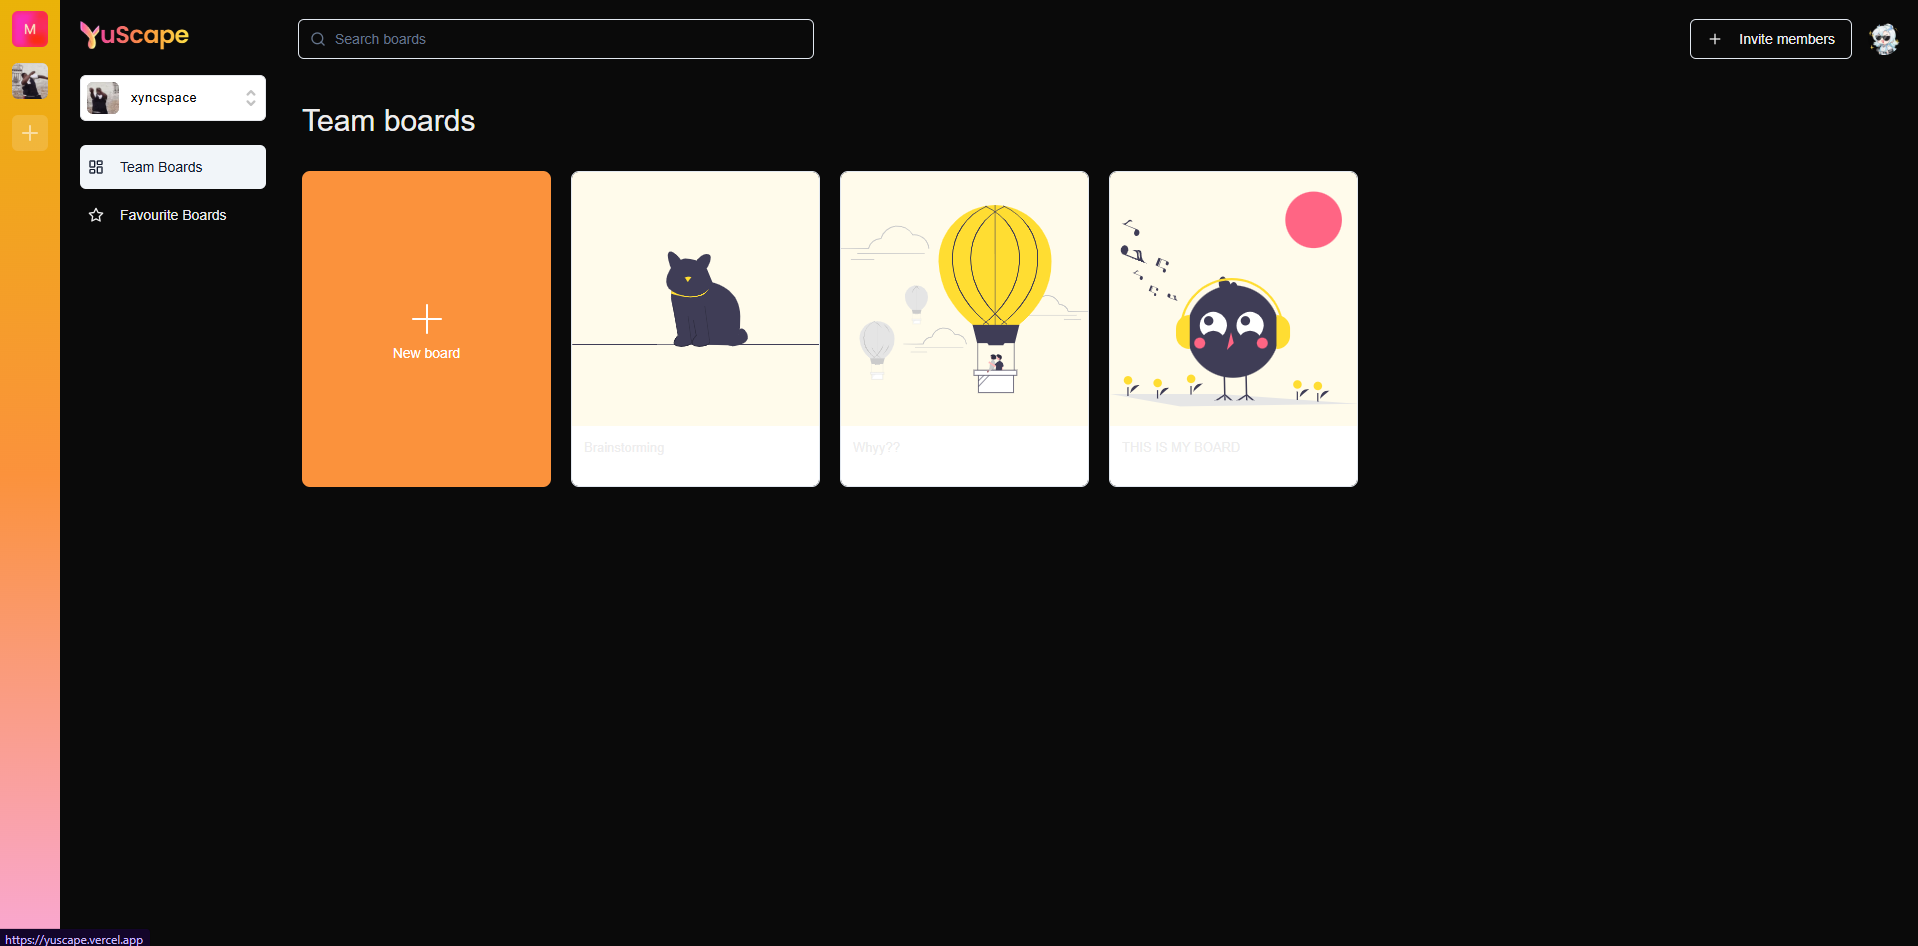 M
YuScape
Search boards
Invite members
xyncspace
Team Boards
Favourite Boards
Team boards
New board
Brainstorming
Whyy??
THIS IS MY BOARD
https://yuscape.vercel.app